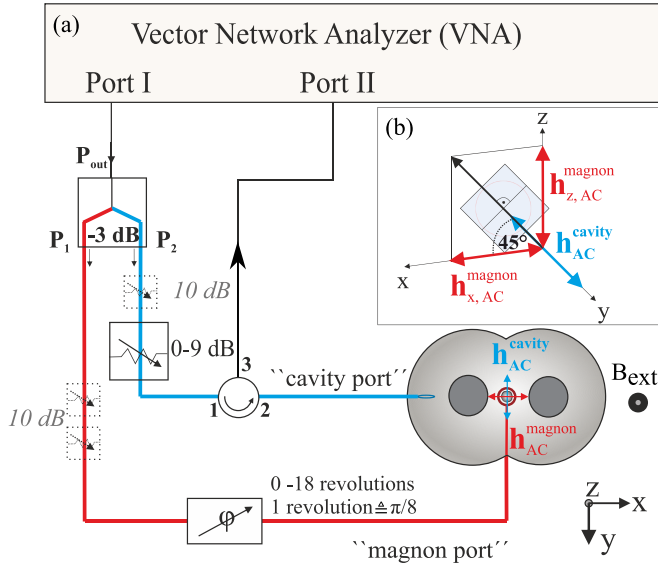 (a)
Vector Network Analyzer (VNA)
Port I
Port II
P_out
P_1
-3 dB
P_2
10 dB
0-9 dB
10 dB
1
2
3
``cavity port´´
φ
0 -18 revolutions
1 revolution≙π/8
``magnon port´´
(b)
z
h^magnon_z, AC
45°
h^cavity_AC
x
h^magnon_x, AC
y
h^cavity_AC
h^magnon_AC
B_ext
z
x
y